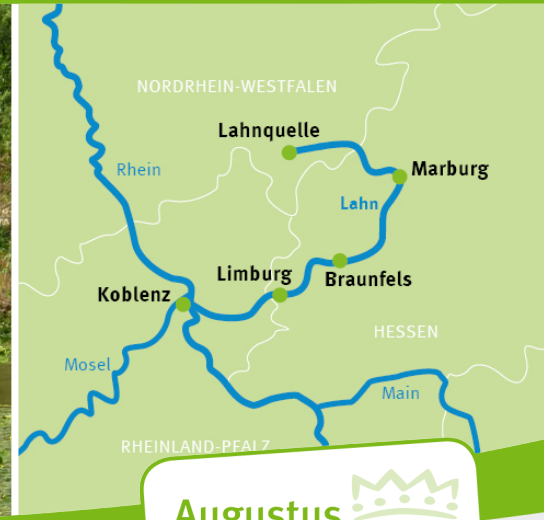 NORDRHEIN-WESTFALEN
Lahnquelle
Rhein
Marburg
Lahn
Limburg
Braunfels
Koblenz
HESSEN
Mosel
Main
RHEINLAND-PFALZ
Augustus